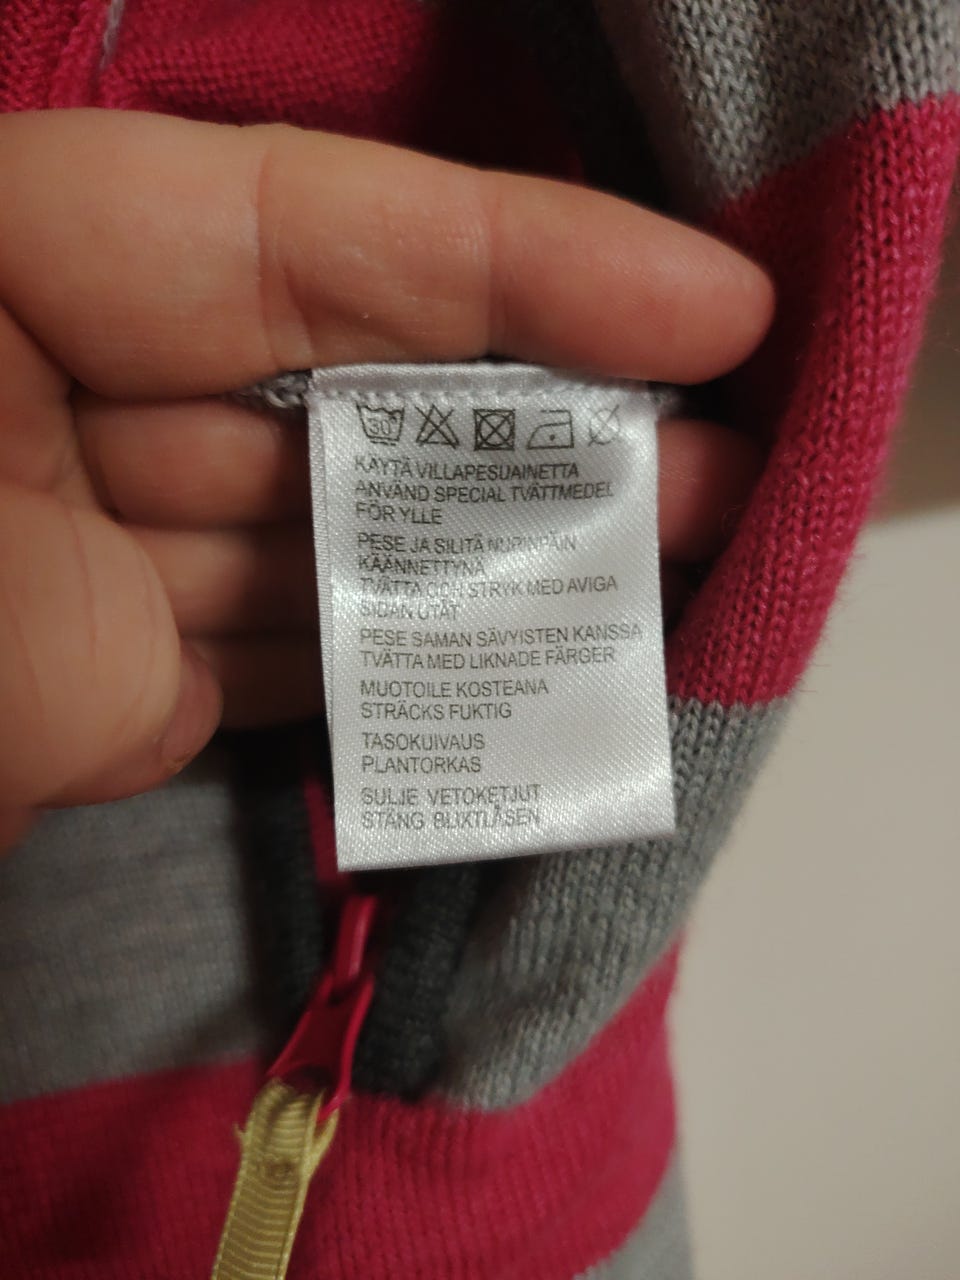 30°
KÄYTÄ VILLAPESUAINETTA
ANVÄND SPECIAL TVÄTTMEDEL
FÖR YLLE
PESE JA SILITÄ NURINPÄIN
KÄÄNNETTYNÄ
TVÄTTA OCH STRYK MED AVIGA
SIDAN UTÅT
PESE SAMAN SÄVYISTEN KANSSA
TVÄTTA MED LIKNADE FÄRGER
MUOTOILE KOSTEANA
STRÄCKS FUKTIG
TASOKUIVAUS
PLANTORKAS
SULJE VETOKETJUT
STÄNG BLIXTLÅSEN